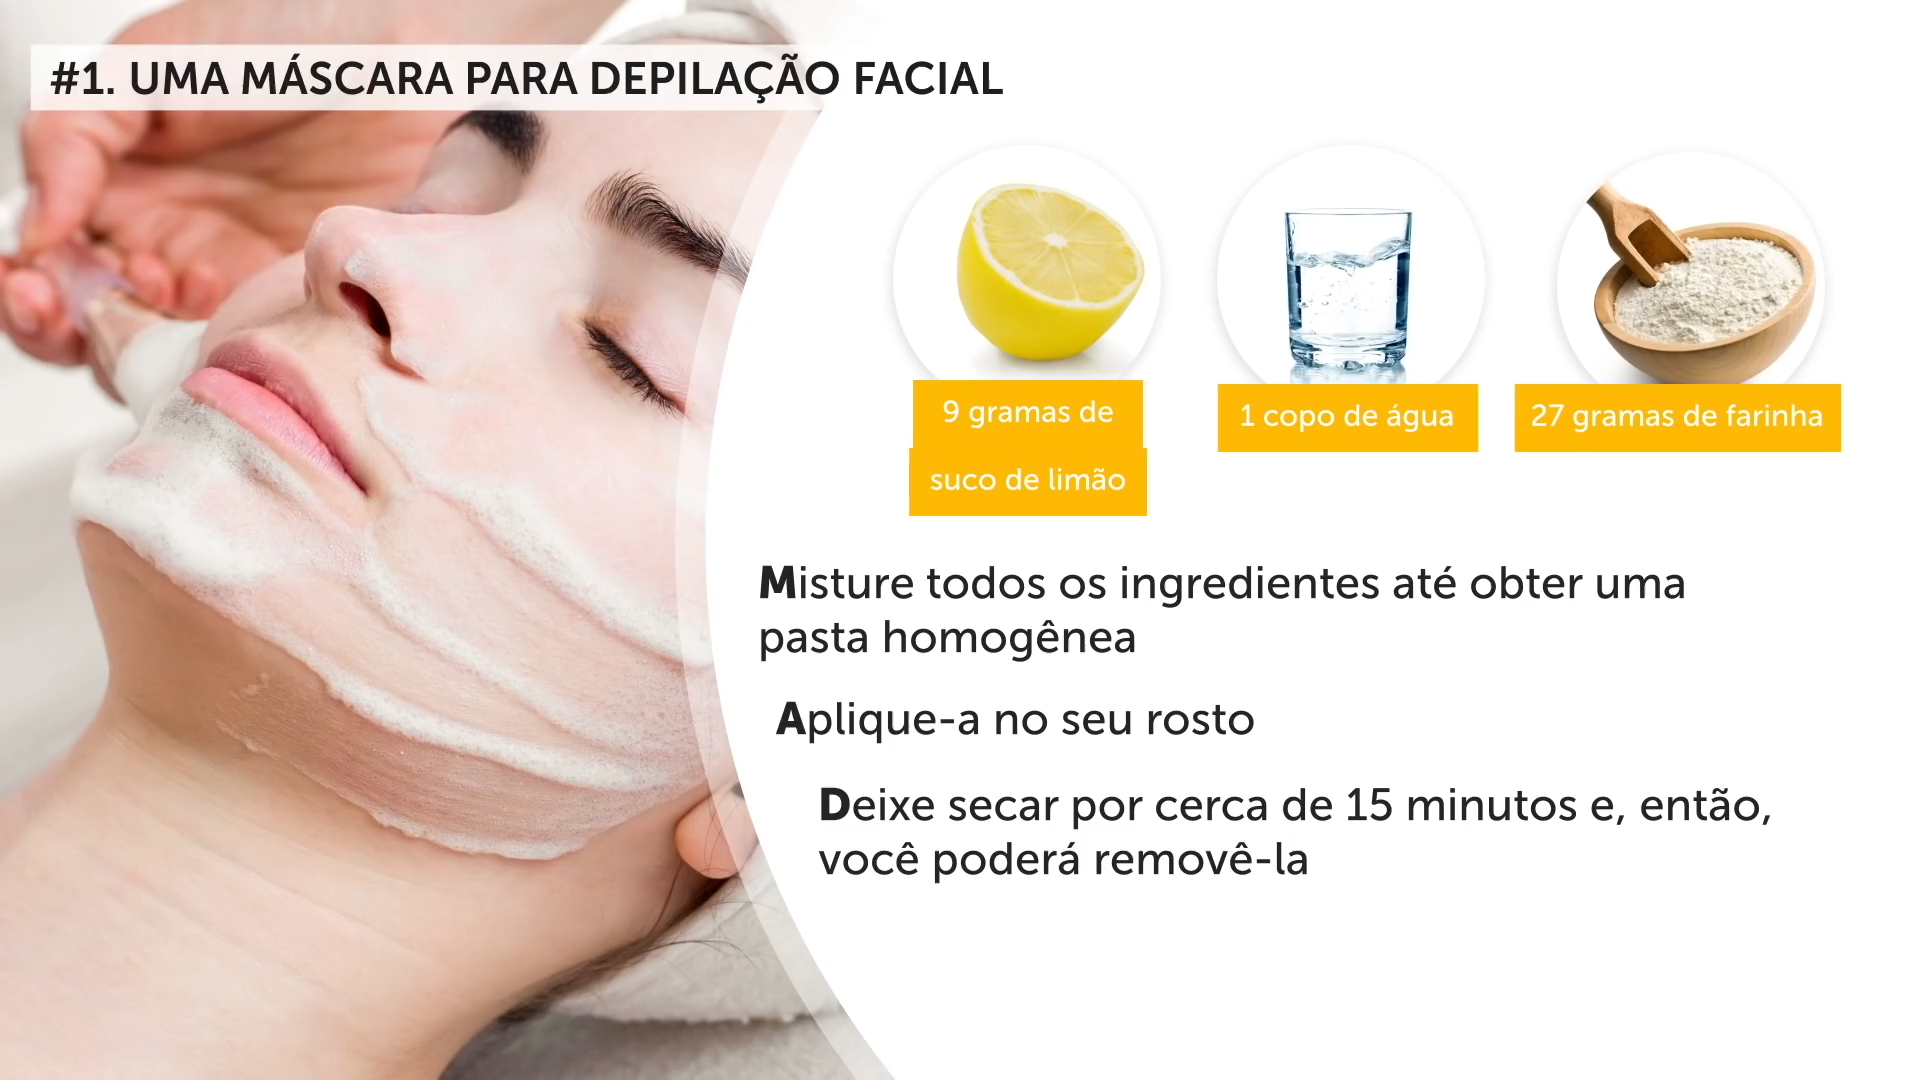 #1. UMA MÁSCARA PARA DEPILAÇÃO FACIAL
9 gramas de
suco de limão
1 copo de água
27 gramas de farinha
Misture todos os ingredientes até obter uma
pasta homogênea
Aplique-a no seu rosto
Deixe secar por cerca de 15 minutos e, então,
você poderá removê-la